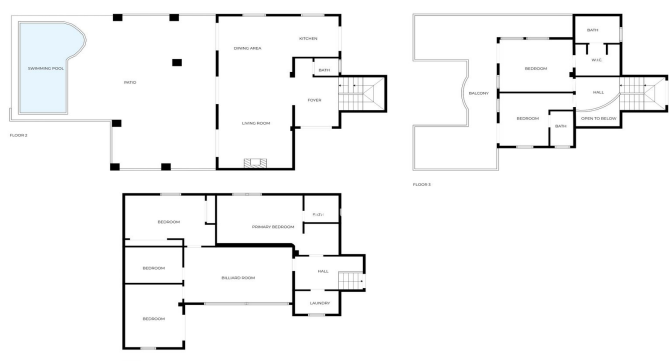 SWIMMING POOL
PATIO
DINING AREA
KITCHEN
BATH
FOYER
LIVING ROOM
FLOOR 2
BATH
W.I.C
BEDROOM
HALL
BALCONY
BEDROOM
BATH
OPEN TO BELOW
FLOOR 3
BEDROOM
PRIMARY BEDROOM
BEDROOM
BILLIARD ROOM
HALL
BEDROOM
LAUNDRY